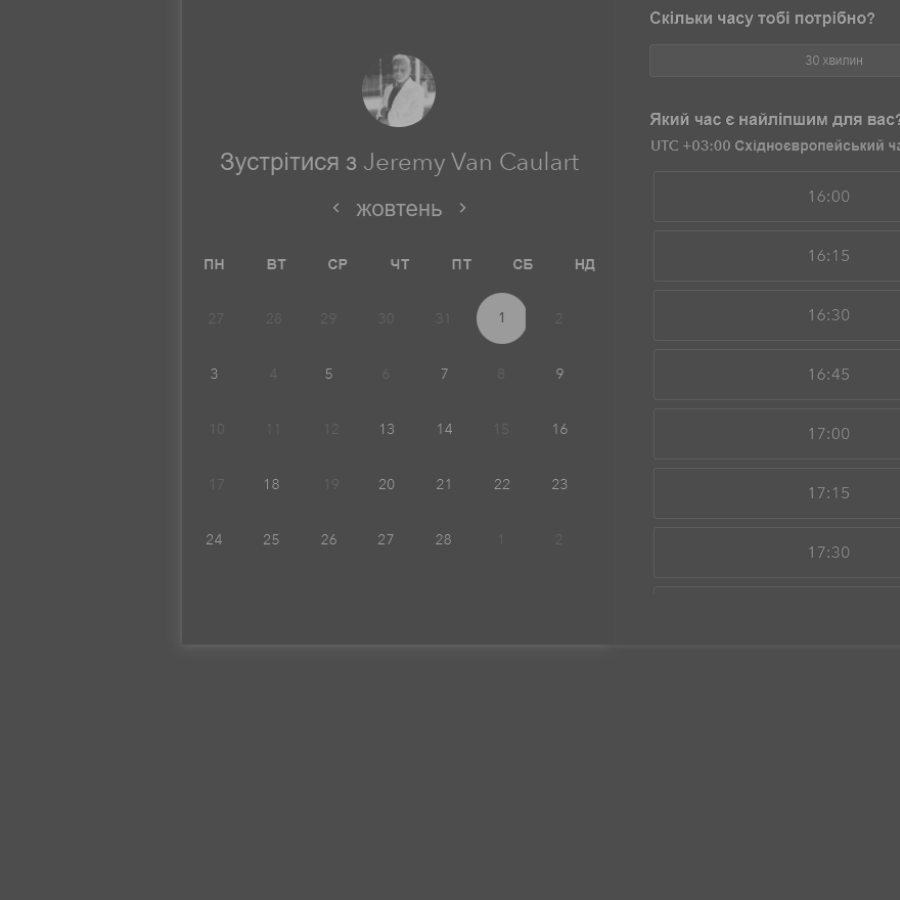 Зустрітися з Jeremy Van Caulart
‹ жовтень ›
ПН ВТ СР ЧТ ПТ СБ НД
27 28 29 30 31 1 2
3 4 5 6 7 8 9
10 11 12 13 14 15 16
17 18 19 20 21 22 23
24 25 26 27 28 1 2
Скільки часу тобі потрібно?
30 хвилин
Який час є найліпшим для вас?
UTC +03:00 Східноєвропейський
16:00
16:15
16:30
16:45
17:00
17:15
17:30